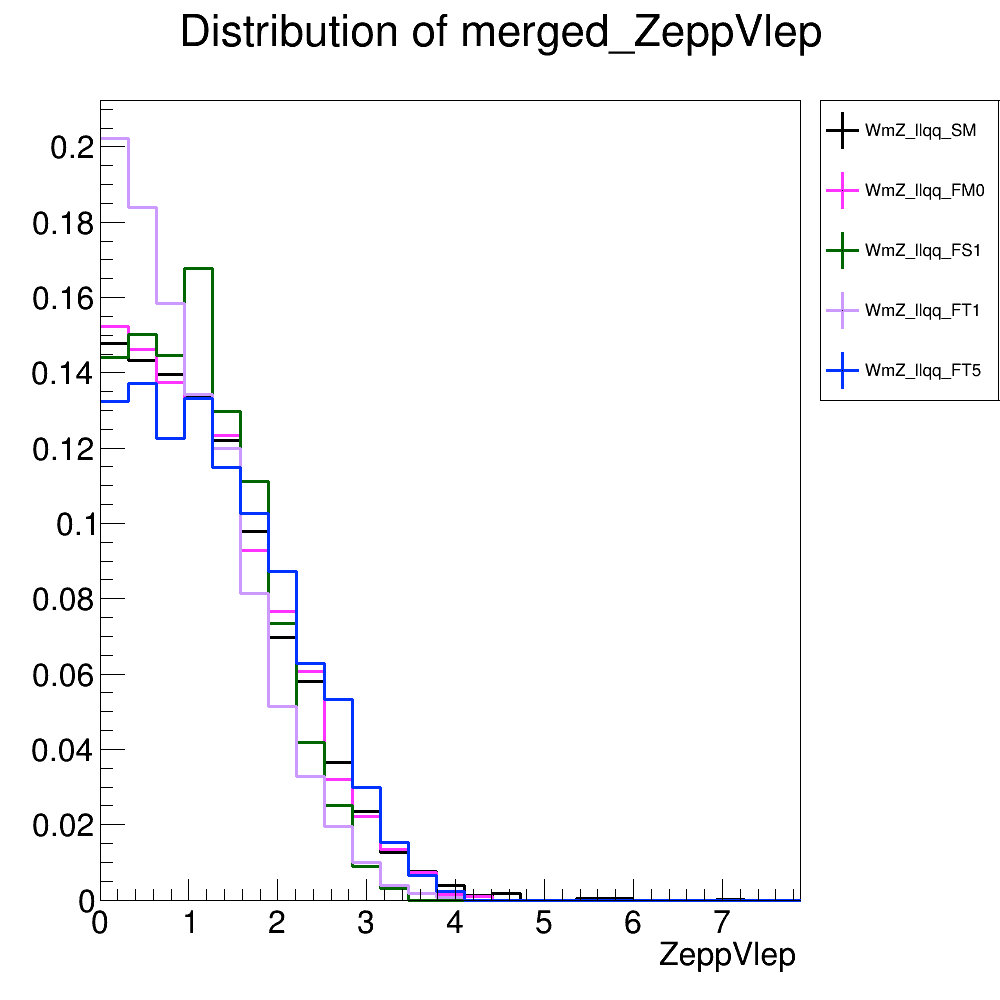 Distribution of merged_ZeppVlep
0.2
0.18
0.16
0.14
0.12
0.1
0.08
0.06
0.04
0.02
0
0 1 2 3 4 5 6 7
ZeppVlep
WmZ_llqq_SM
WmZ_llqq_FM0
WmZ_llqq_FS1
WmZ_llqq_FT1
WmZ_llqq_FT5